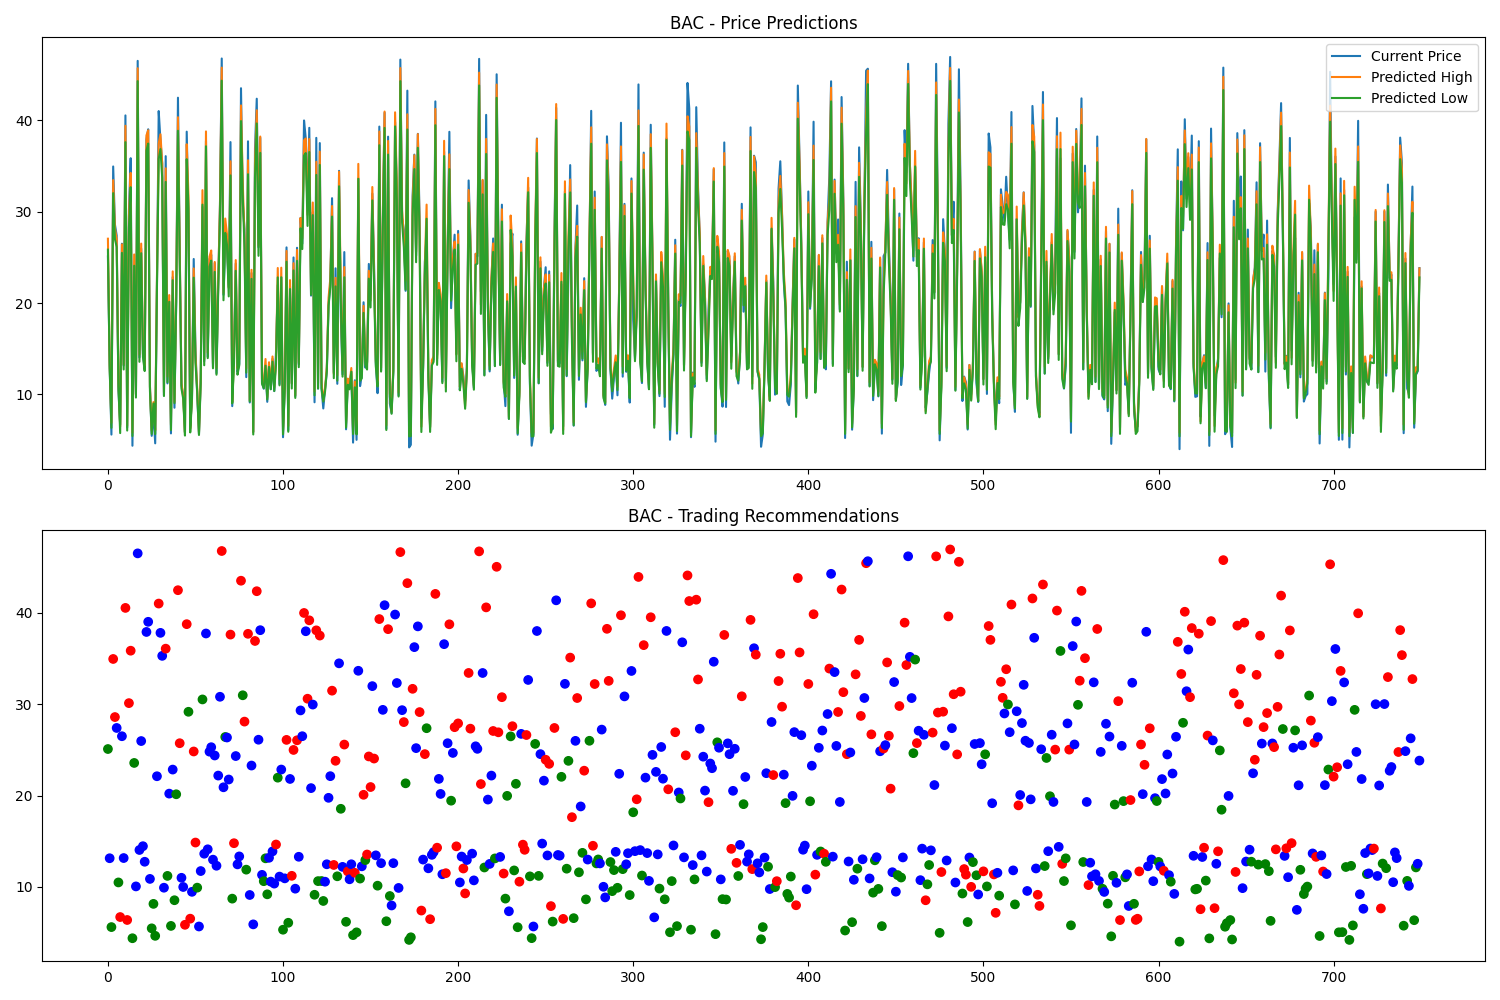 BAC - Price Predictions
Current Price
Predicted High
Predicted Low
40
30
20
10
0 100 200 300 400 500 600 700
BAC - Trading Recommendations
40
30
20
10
0 100 200 300 400 500 600 700